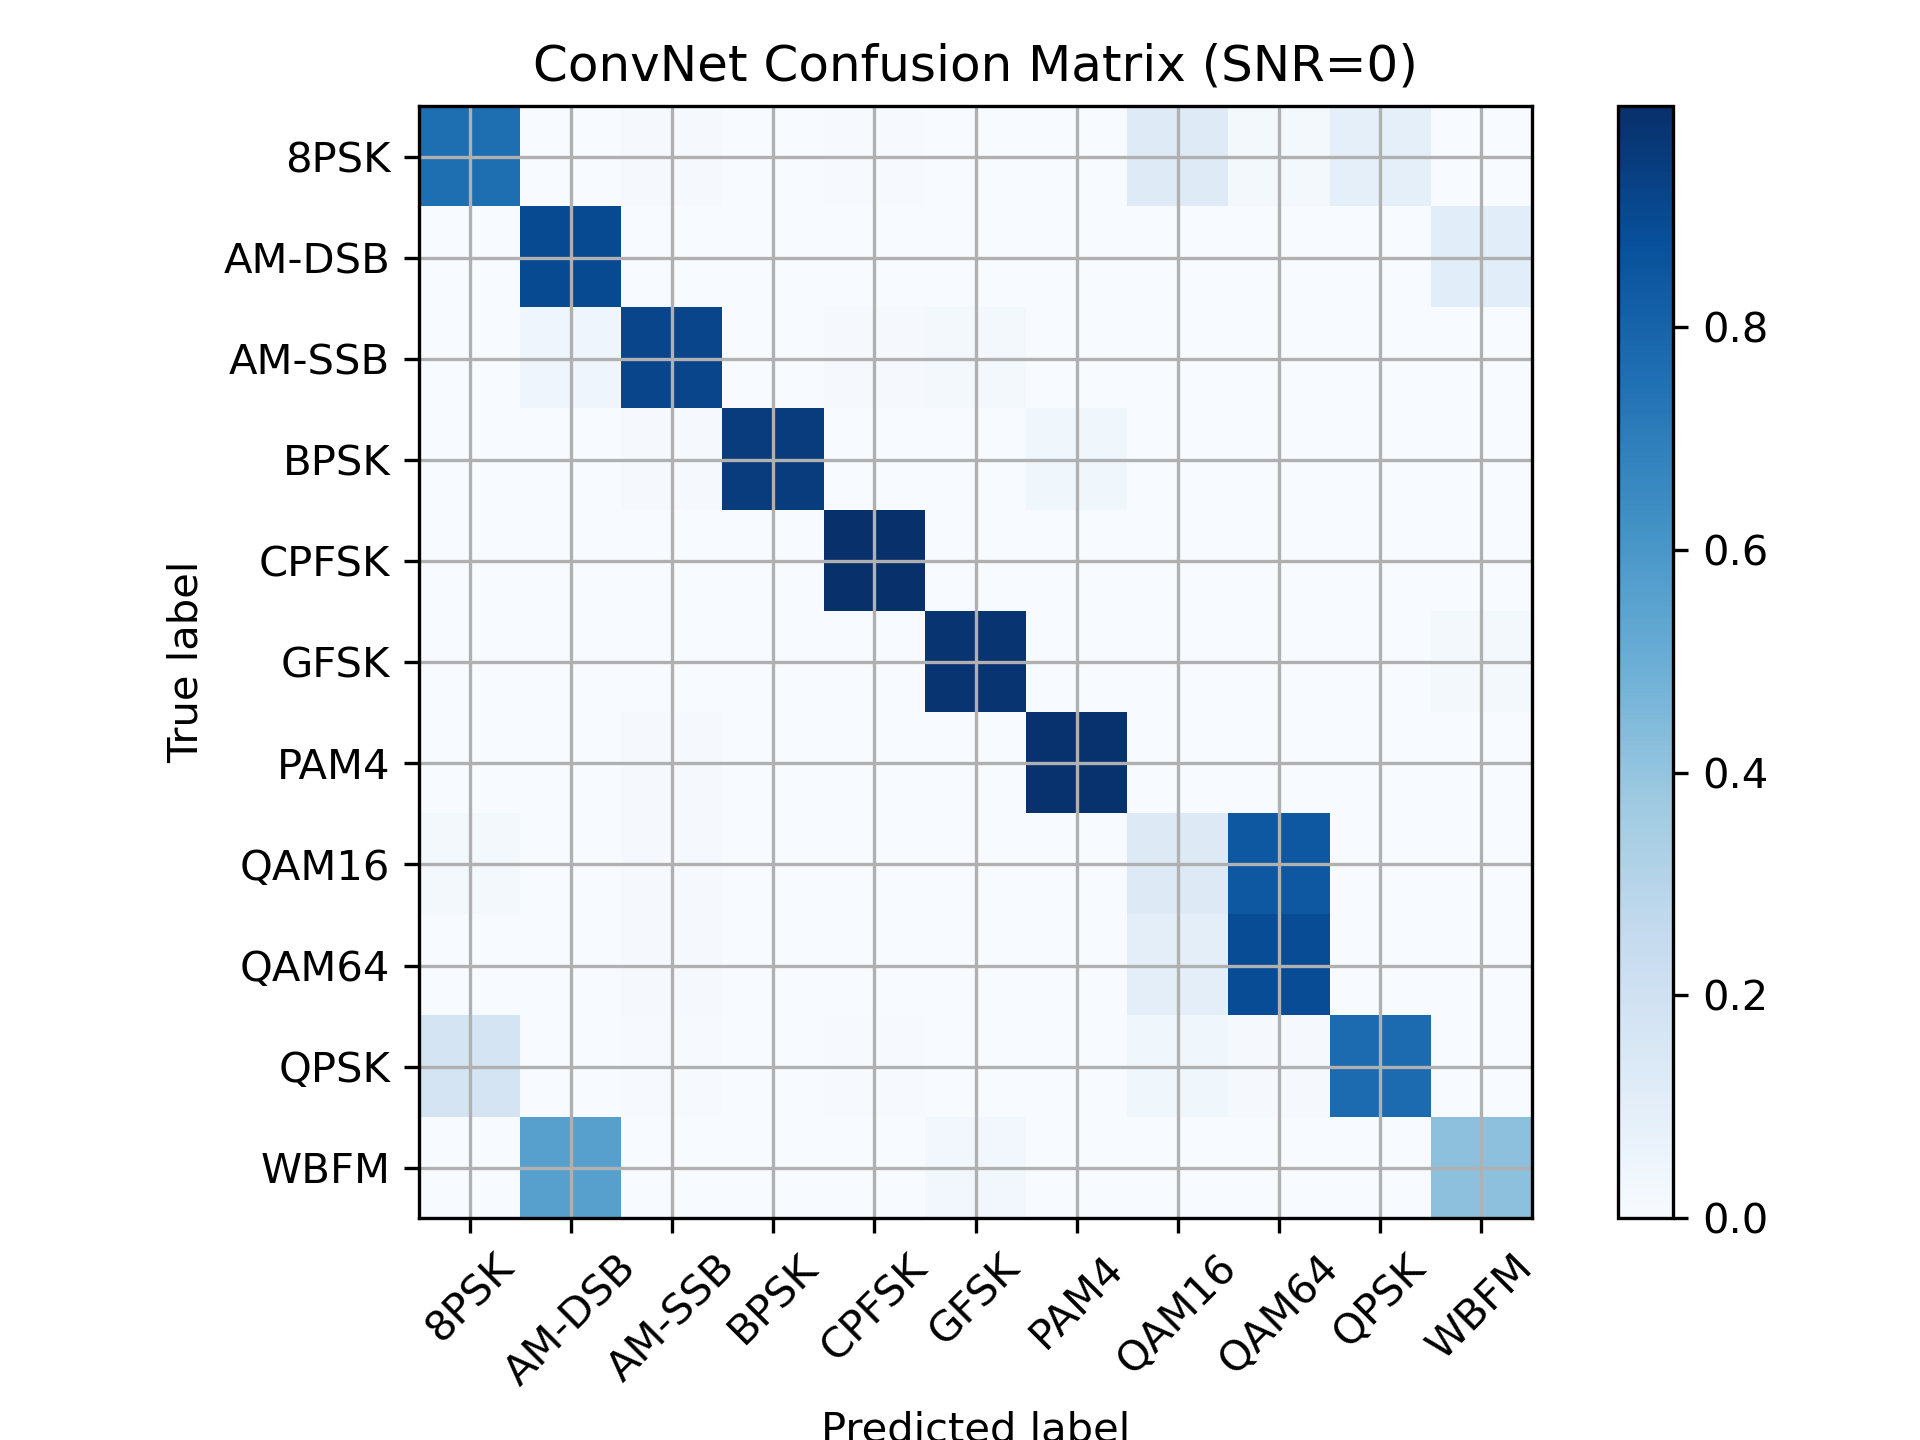 ConvNet Confusion Matrix (SNR=0)
8PSK
AM-DSB
AM-SSB
BPSK
CPFSK
GFSK
PAM4
QAM16
QAM64
QPSK
WBFM
True label
8PSK
AM-DSB
AM-SSB
BPSK
CPFSK
GFSK
PAM4
QAM16
QAM64
QPSK
WBFM
Predicted label
0.8
0.6
0.4
0.2
0.0